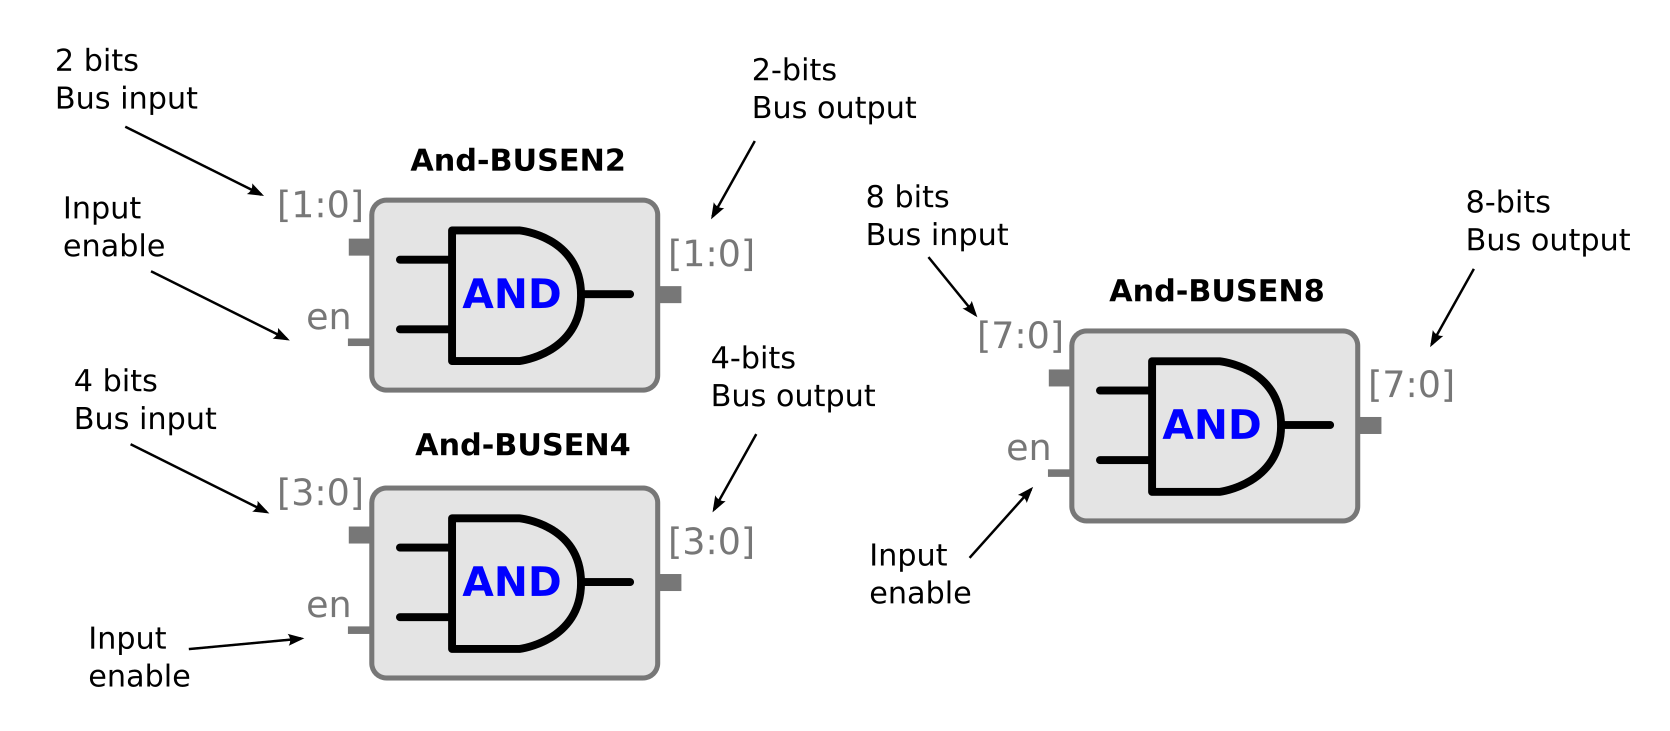 2 bits
Bus input
2-bits
Bus output
And-BUSEN2
[1:0]
Input
enable
[1:0]
en
AND
4 bits
Bus input
4-bits
Bus output
And-BUSEN4
[3:0]
[3:0]
en
AND
Input
enable
8 bits
Bus input
8-bits
Bus output
And-BUSEN8
[7:0]
[7:0]
en
AND
Input
enable